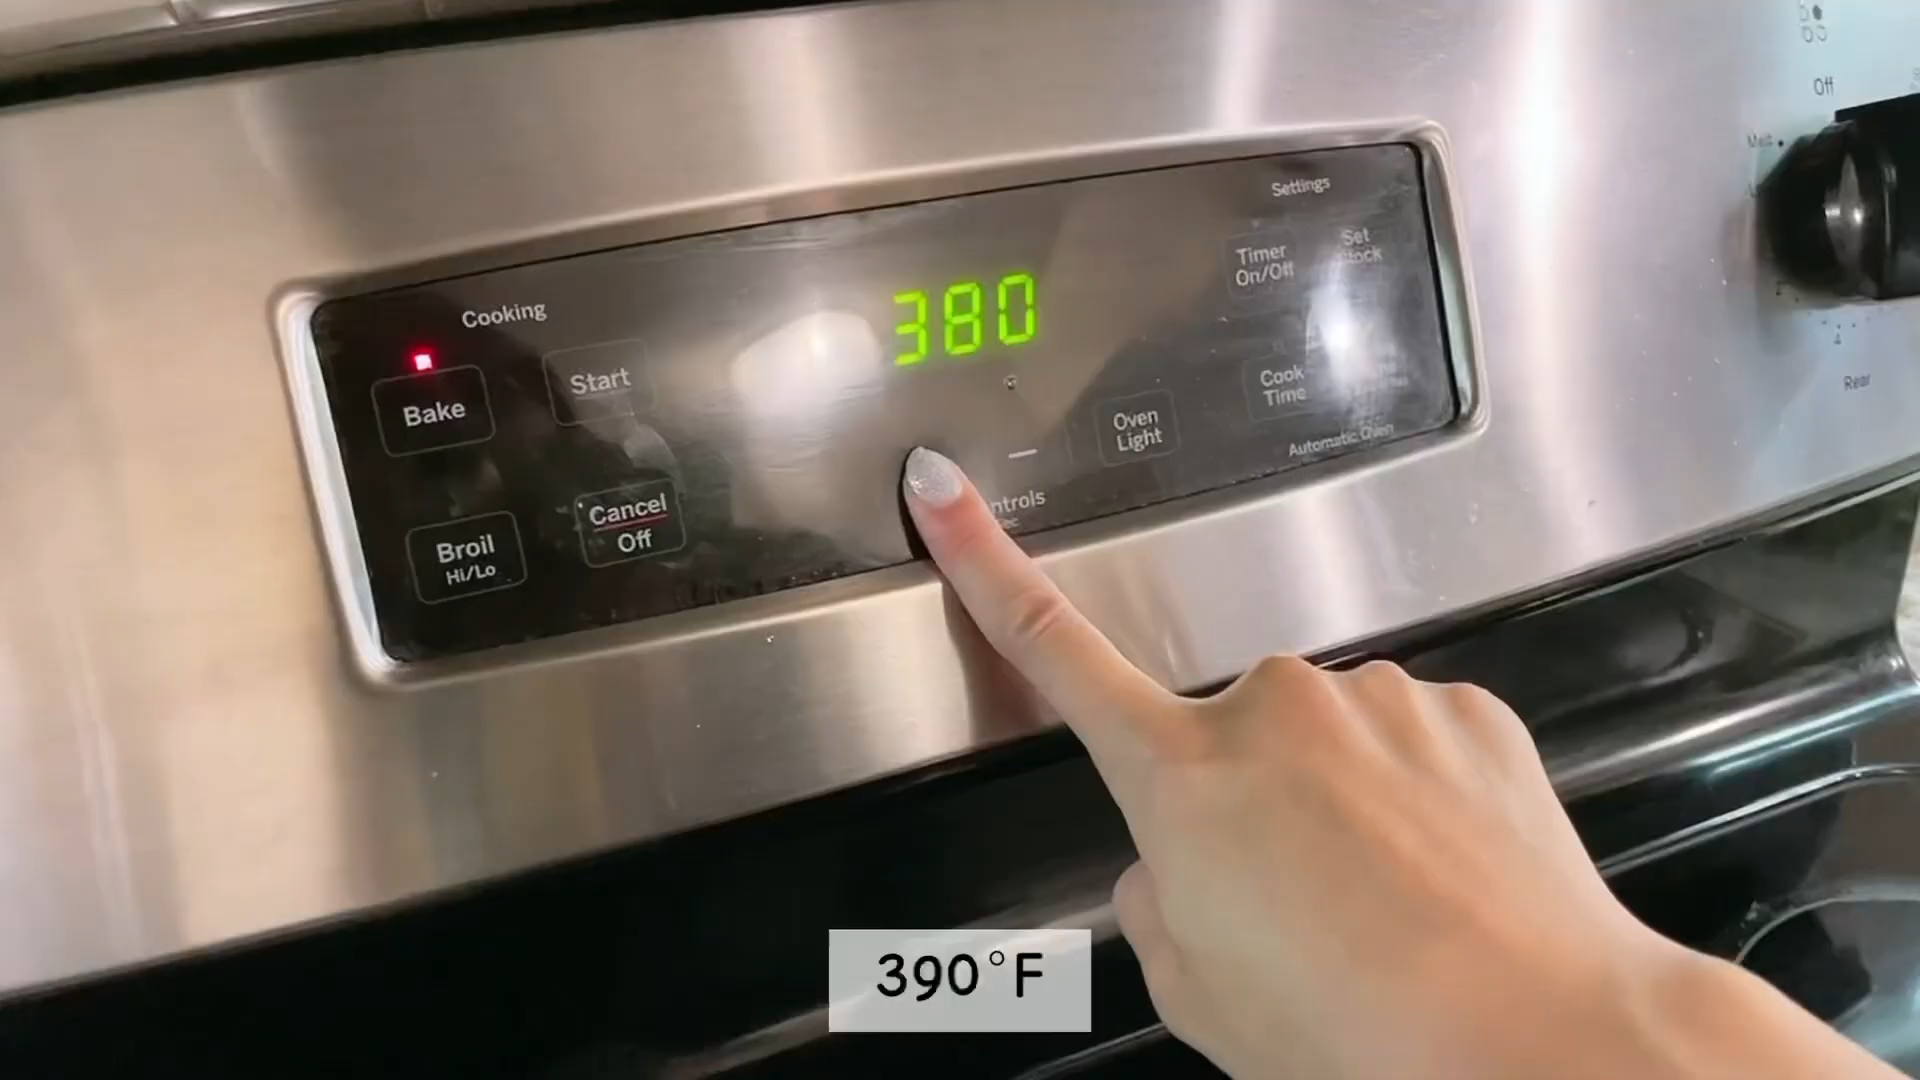 Off
Settings
Timer
On/Off
Set
Cooking
380
Bake
Start
Oven
Light
Cook
Time
Automatic Oven
Cancel
Off
Broil
Hi/Lo
Rear
390°F